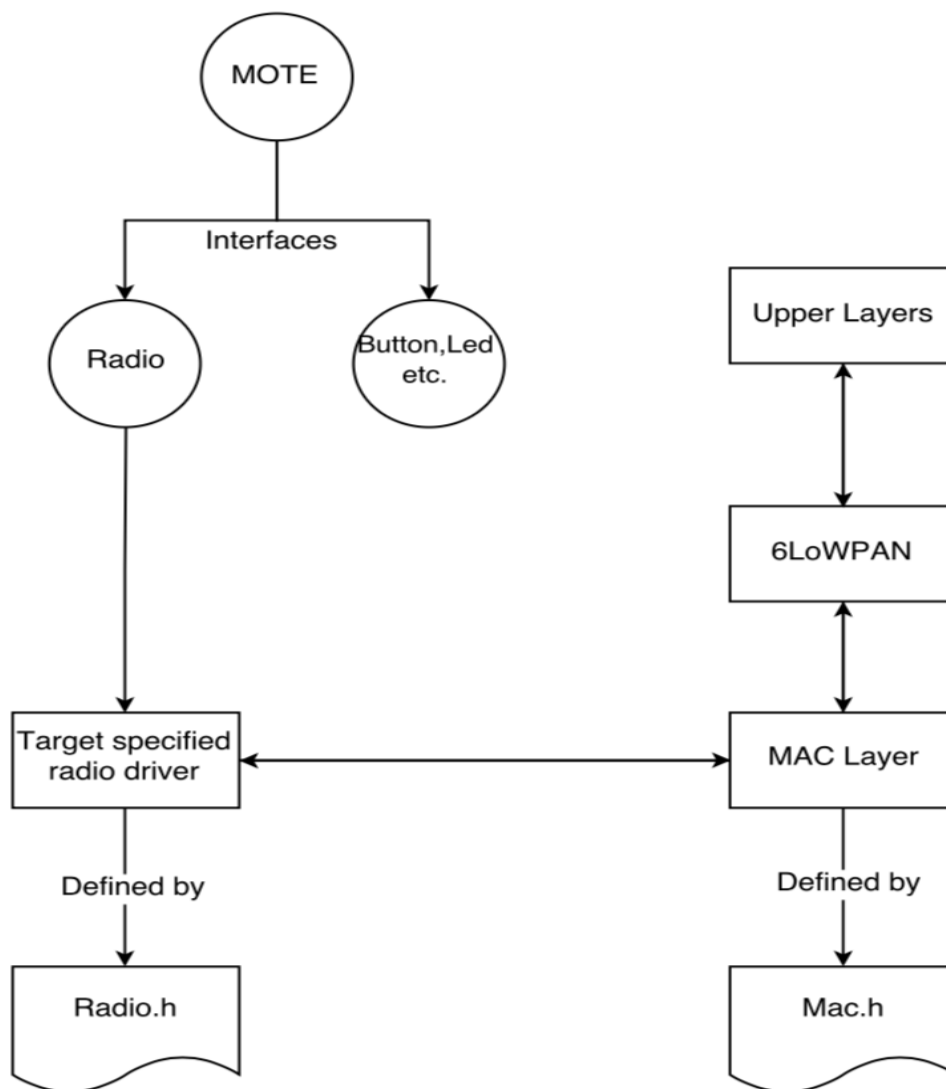 MOTE
Interfaces
Radio
Button,Led
etc.
Upper Layers
6LoWPAN
Target specified
radio driver
MAC Layer
Defined by
Defined by
Radio.h
Mac.h